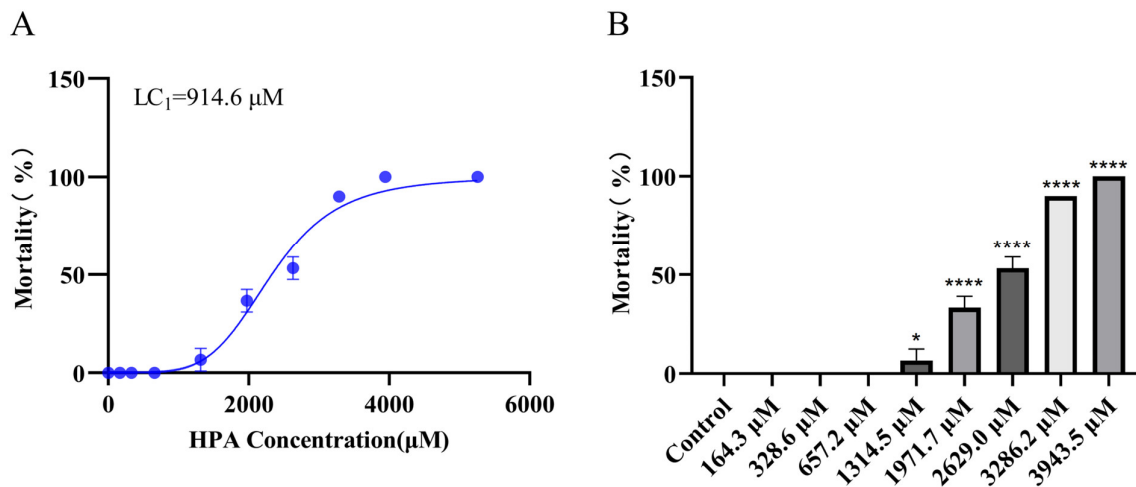 A
LC₁=914.6 μM
Mortality( %)
150
100
50
0
0
2000
4000
6000
HPA Concentration(μM)
B
Mortality( %)
150
100
50
0
*
****
****
****
****
Control
164.3 μM
328.6 μM
657.2 μM
1314.5 μM
1971.7 μM
2629.0 μM
3286.2 μM
3943.5 μM